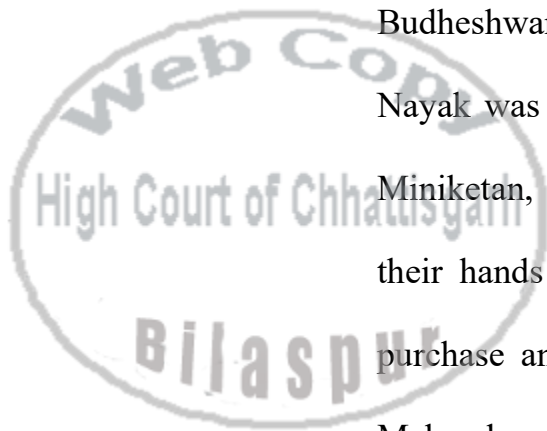 Budheshwar
Nayak was
Miniketan,
their hands
purchase an
Web Copy
High Court of Chhattisgarh
Bilaspur